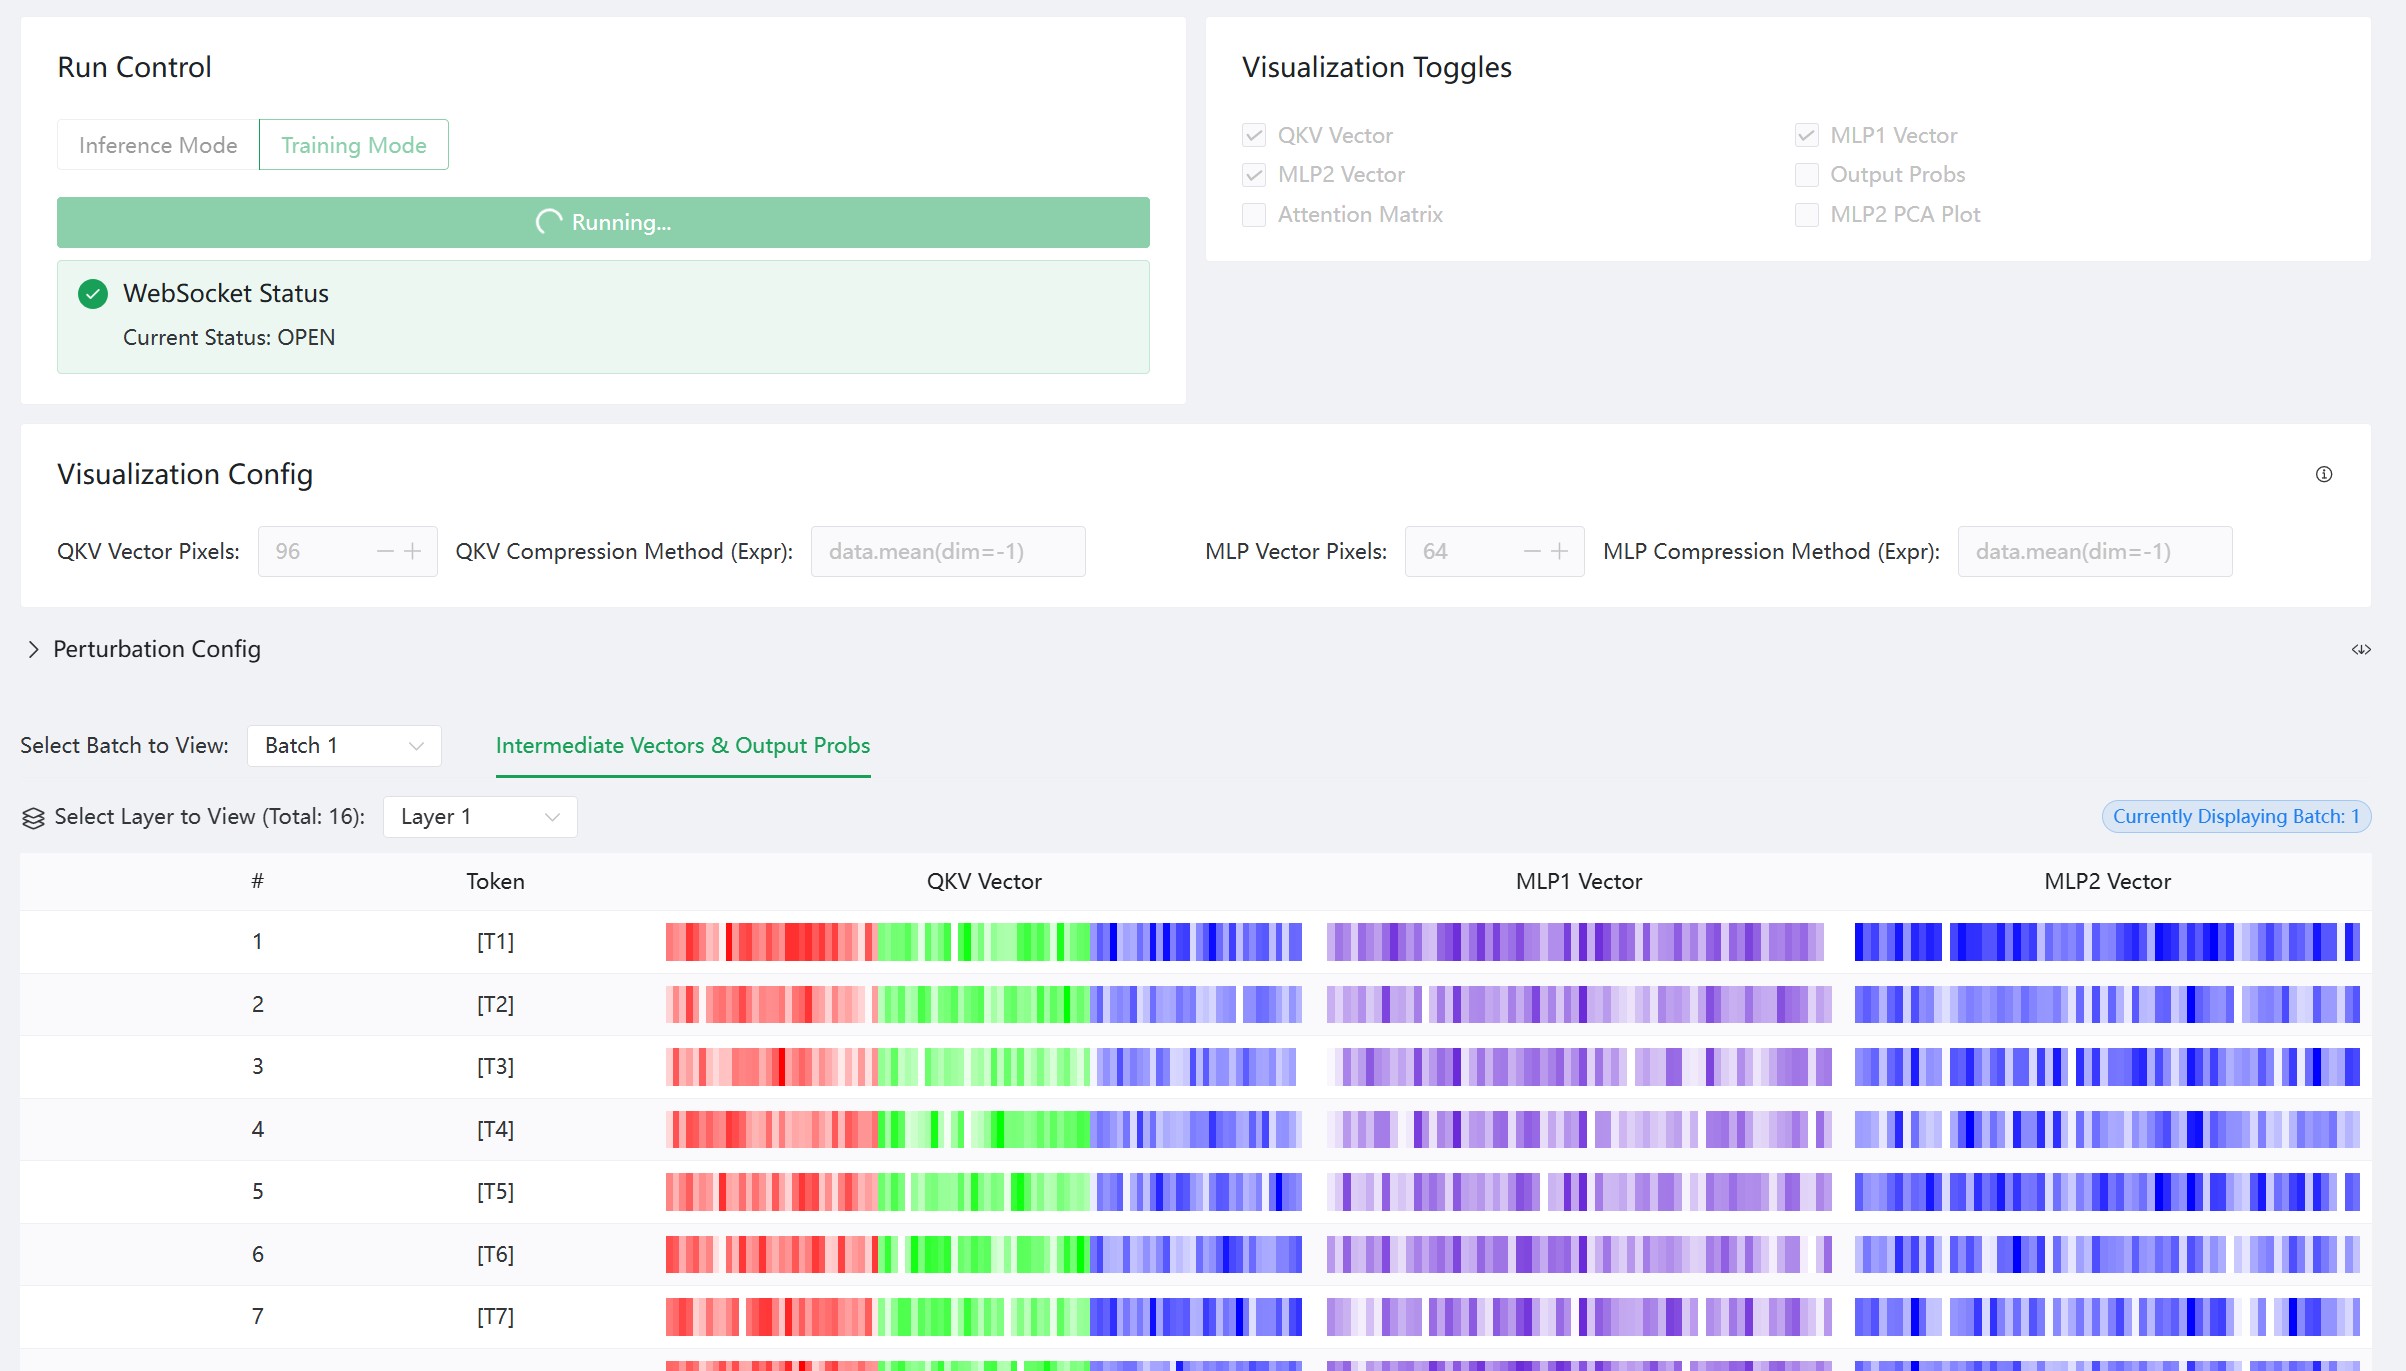 Run Control
Inference Mode Training Mode
Running...
WebSocket Status
Current Status: OPEN
Visualization Toggles
QKV Vector MLP1 Vector
MLP2 Vector Output Probs
Attention Matrix MLP2 PCA Plot
Visualization Config
QKV Vector Pixels: 96 QKV Compression Method (Expr): data.mean(dim=-1) MLP Vector Pixels: 64 MLP Compression Method (Expr): data.mean(dim=-1)
Perturbation Config
Select Batch to View: Batch 1 Intermediate Vectors & Output Probs
Select Layer to View (Total: 16): Layer 1 Currently Displaying Batch: 1
# Token QKV Vector MLP1 Vector MLP2 Vector
1 [T1]
2 [T2]
3 [T3]
4 [T4]
5 [T5]
6 [T6]
7 [T7]